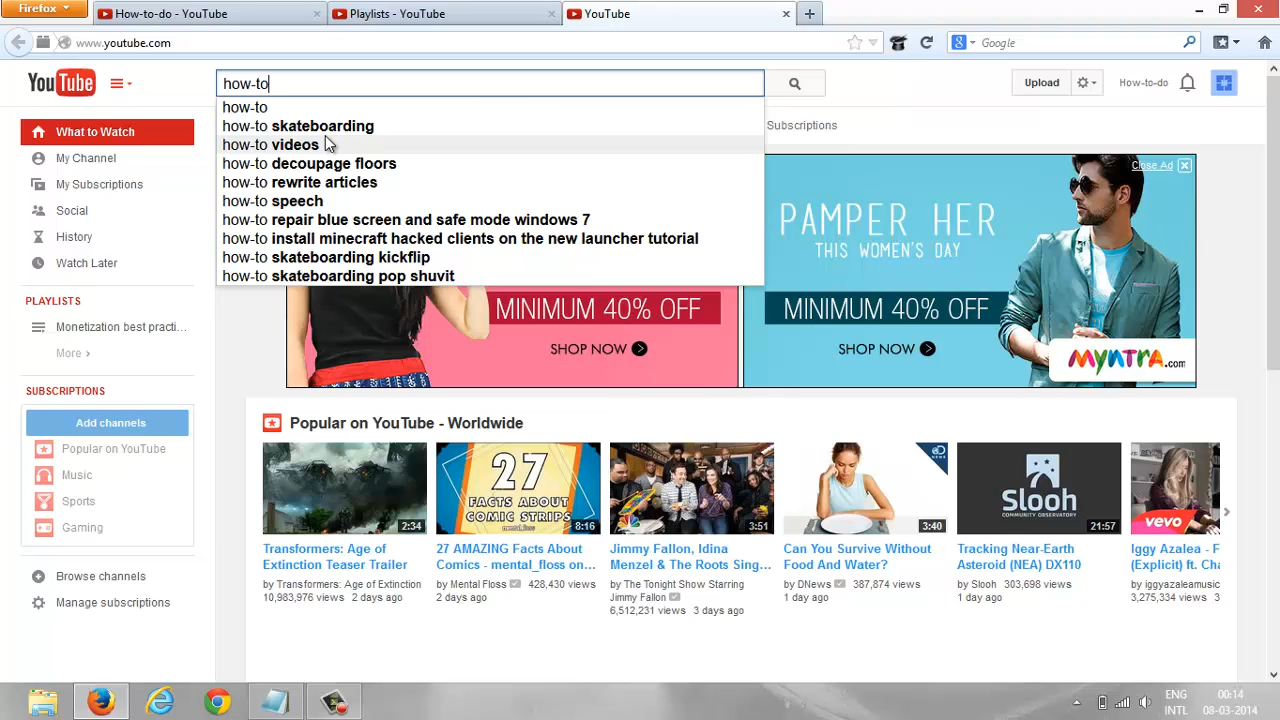 Firefox
How-to-do - YouTube
Playlists - YouTube
YouTube
www.youtube.com
Google
YouTube
how-to
Upload
How-to-do
how-to
how-to skateboarding
how-to videos
how-to decoupage floors
how-to rewrite articles
how-to speech
how-to repair blue screen and safe mode windows 7
how-to install minecraft hacked clients on the new launcher tutorial
how-to skateboarding kickflip
how-to skateboarding pop shuvit
Subscriptions
What to Watch
My Channel
My Subscriptions
Social
History
Watch Later
PLAYLISTS
Monetization best practi...
More
SUBSCRIPTIONS
Add channels
Popular on YouTube
Music
Sports
Gaming
Browse channels
Manage subscriptions
Close Ad
MINIMUM 40% OFF
SHOP NOW
PAMPER HER
THIS WOMEN'S DAY
MINIMUM 40% OFF
SHOP NOW
myntra.com
Popular on YouTube - Worldwide
2:34
Transformers: Age of
Extinction Teaser Trailer
by Transformers: Age of Extinction
10,983,976 views 2 days ago
27
FACTS ABOUT
COMIC STRIPS
mental_floss
8:16
27 AMAZING Facts About
Comics - mental_floss on...
by Mental Floss 428,430 views
2 days ago
3:51
Jimmy Fallon, Idina
Menzel & The Roots Sing...
by The Tonight Show Starring
Jimmy Fallon
6,512,231 views 3 days ago
NEWS
3:40
Can You Survive Without
Food And Water?
by DNews 387,874 views
1 day ago
Slooh
COMMUNITY OBSERVATORY
21:57
Tracking Near-Earth
Asteroid (NEA) DX110
by Slooh 303,698 views
1 day ago
vevo
Iggy Azalea - F
(Explicit) ft. Cha
by iggyazaleamusic
3,275,334 views 3
ENG
INTL
00:14
08-03-2014